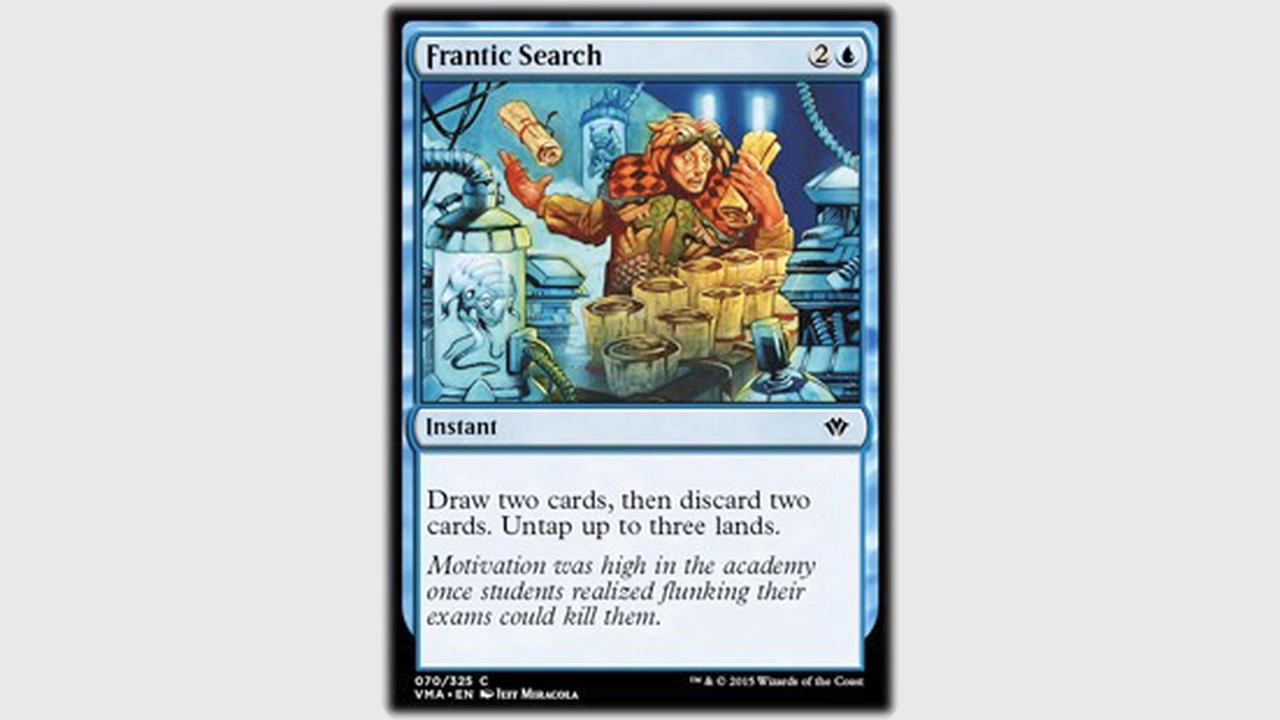 Frantic Search 2
Instant
Draw two cards, then discard two
cards. Untap up to three lands.
Motivation was high in the academy
once students realized flunking their
exams could kill them.
070/325 C
™ & © 2015 Wizards of the Coast
VMA • EN Jeff Miracola